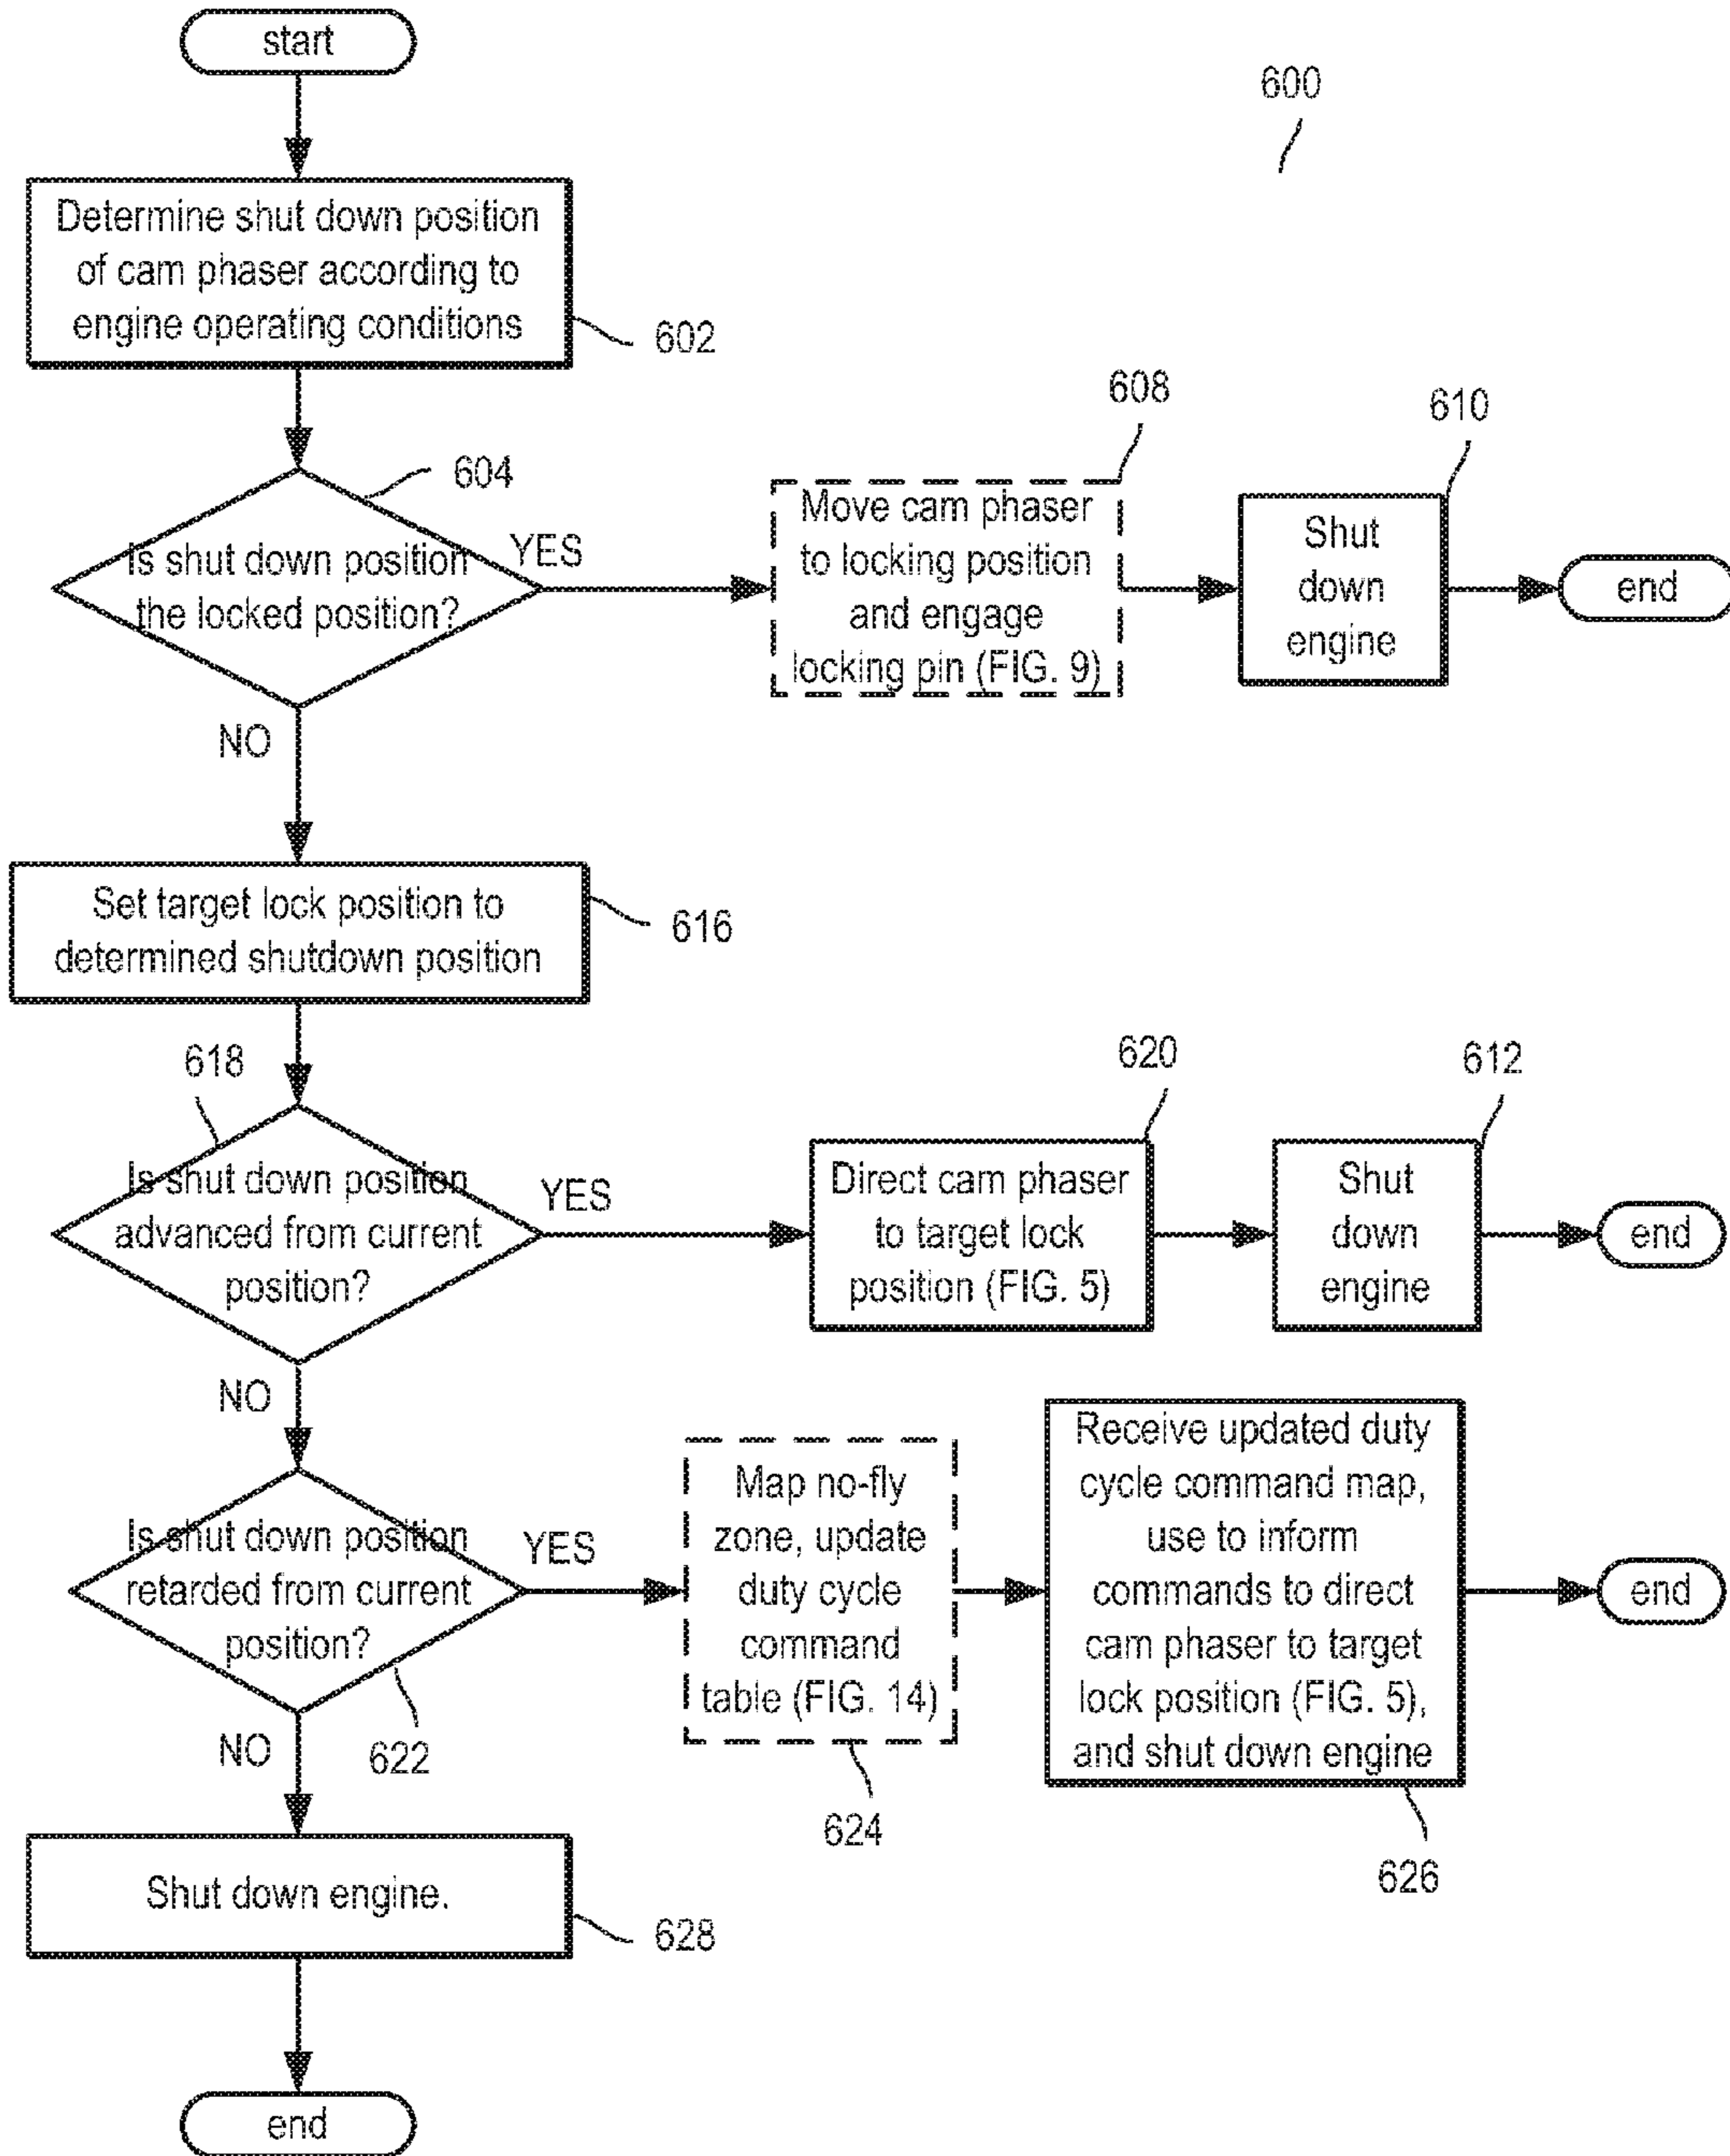 start
600
Determine shut down position
of cam phaser according to
engine operating conditions
602
604
Is shut down position
the locked position?
YES
NO
608
Move cam phaser
to locking position
and engage
locking pin (FIG. 9)
610
Shut
down
engine
end
Set target lock position to
determined shutdown position
616
618
Is shut down position
advanced from current
position?
YES
NO
620
Direct cam phaser
to target lock
position (FIG. 5)
612
Shut
down
engine
end
Is shut down position
retarded from current
position?
YES
NO
622
Map no-fly
zone, update
duty cycle
command
table (FIG. 14)
624
Receive updated duty
cycle command map,
use to inform
commands to direct
cam phaser to target
lock position (FIG. 5),
and shut down engine
626
end
Shut down engine.
628
end